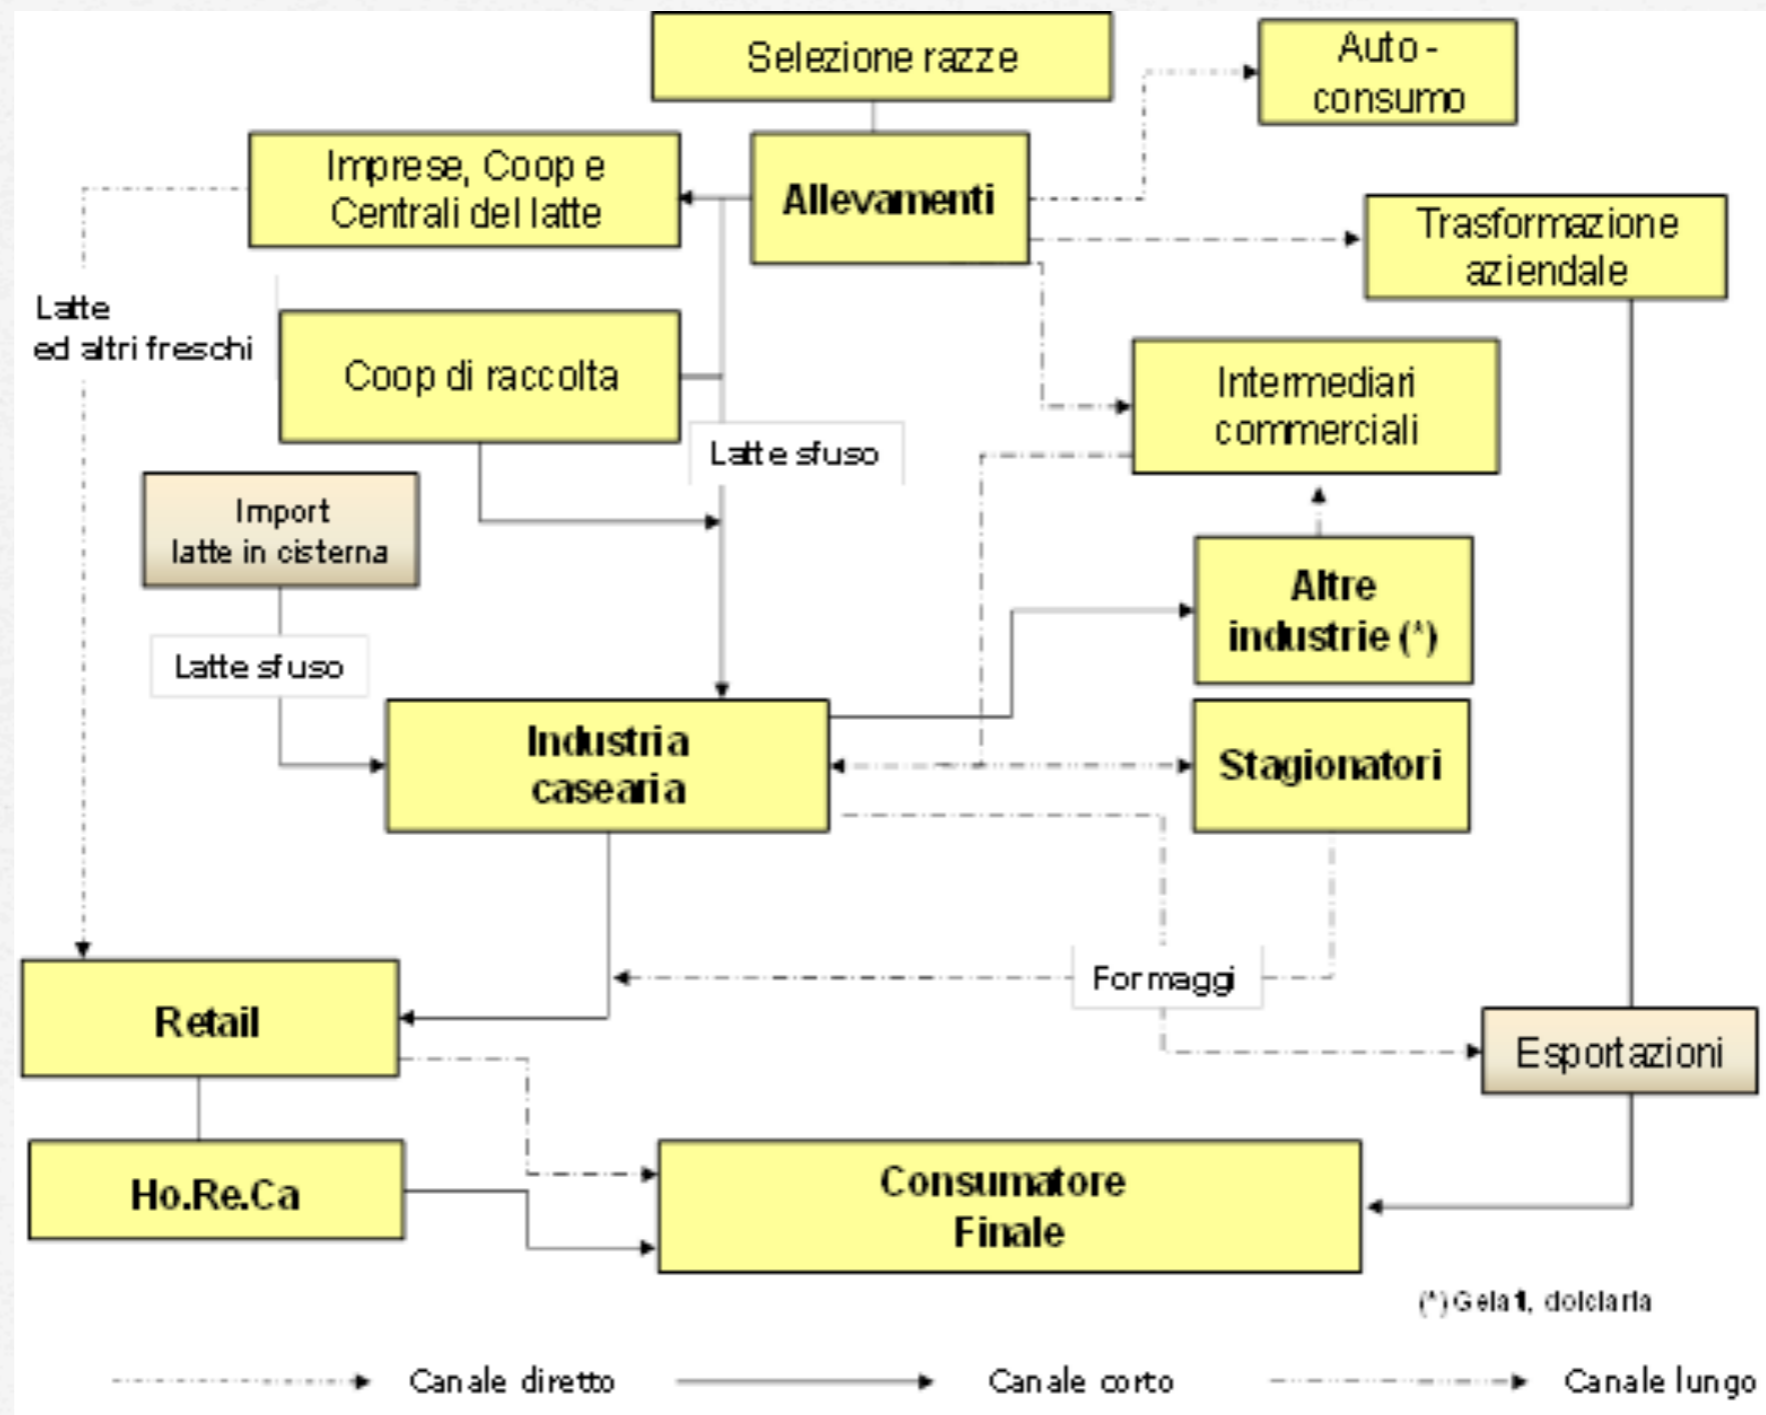 Selezione razze
Auto -
consumo
Imprese, Coop e
Centrali del latte
Allevamenti
Trasformazione
aziendale
Latte
ed altri freschi
Coop di raccolta
Intermediari
commerciali
Latte sfuso
Import
latte in cisterna
Altre
industrie (*)
Latte sfuso
Industria
casearia
Stagionatori
Formaggi
Retail
Esportazioni
Ho.Re.Ca
Consumatore
Finale
(*) Gelati, dolciaria
Canale diretto
Canale corto
Canale lungo